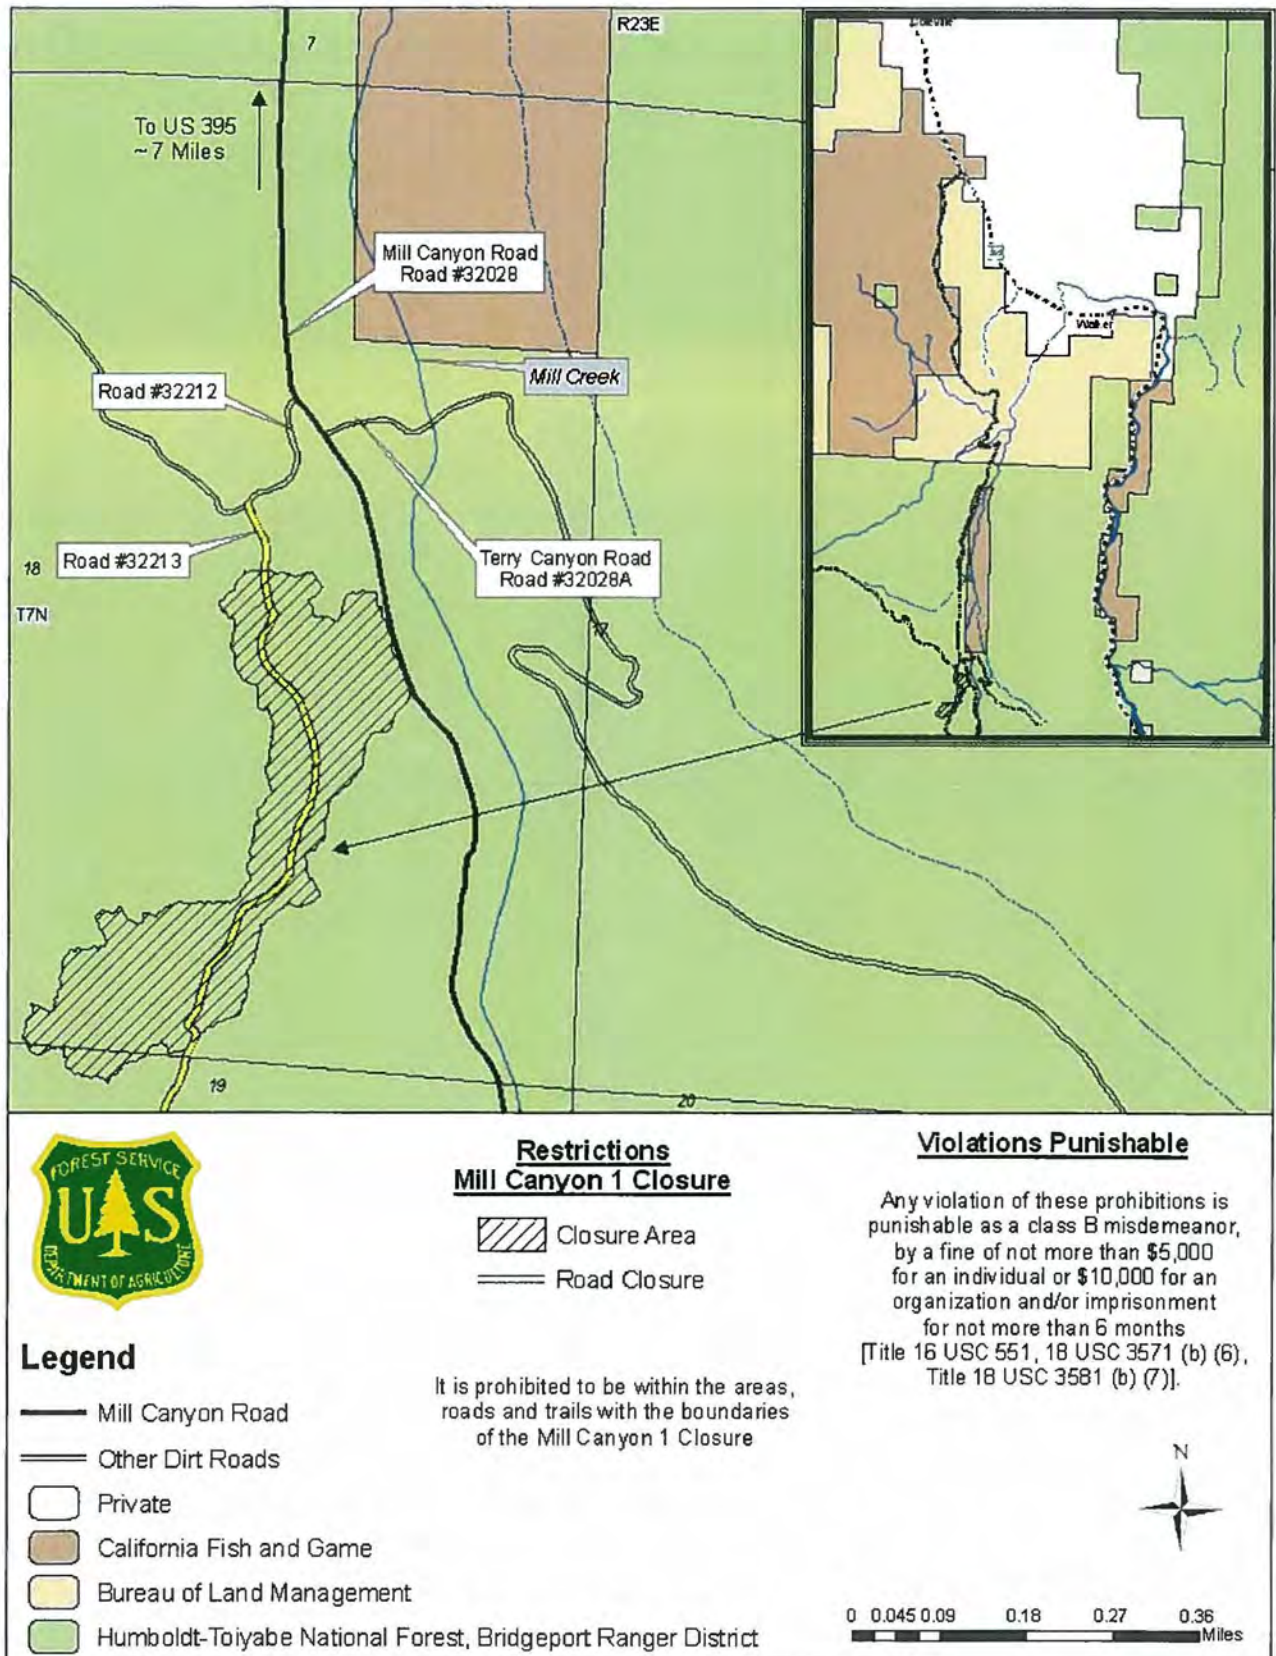 R23E
7
To US 395
~7 Miles
Mill Canyon Road
Road #32028
Mill Creek
Road #32212
Road #32213
Terry Canyon Road
Road #32028A
18
T7N
19
20
Walker
FOREST SERVICE
UAS
DEPARTMENT OF AGRICULTURE
Restrictions
Mill Canyon 1 Closure
Closure Area
Road Closure
It is prohibited to be within the areas,
roads and trails with the boundaries
of the Mill Canyon 1 Closure
Violations Punishable
Any violation of these prohibitions is
punishable as a class B misdemeanor,
by a fine of not more than $5,000
for an individual or $10,000 for an
organization and/or imprisonment
for not more than 6 months
[Title 16 USC 551, 18 USC 3571 (b) (6),
Title 18 USC 3581 (b) (7)].
Legend
Mill Canyon Road
Other Dirt Roads
Private
California Fish and Game
Bureau of Land Management
Humboldt-Toiyabe National Forest, Bridgeport Ranger District
N
0 0.045 0.09 0.18 0.27 0.36
Miles